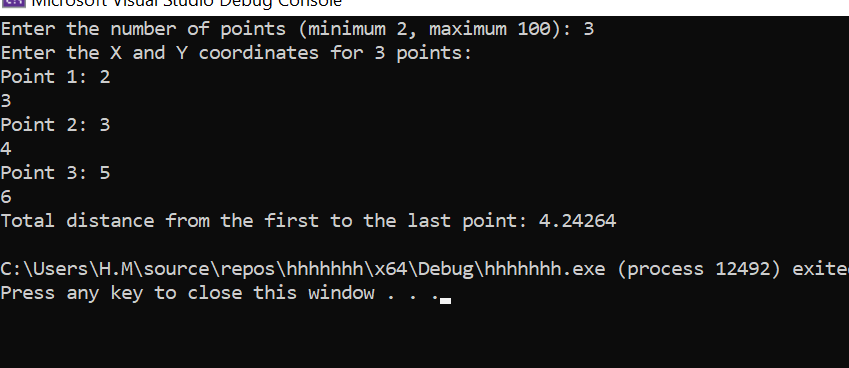 Microsoft Visual Studio Debug Console
Enter the number of points (minimum 2, maximum 100): 3
Enter the X and Y coordinates for 3 points:
Point 1: 2
3
Point 2: 3
4
Point 3: 5
6
Total distance from the first to the last point: 4.24264
C:\Users\H.M\source\repos\hhhhhhh\x64\Debug\hhhhhhh.exe (process 12492) exite
Press any key to close this window . . .